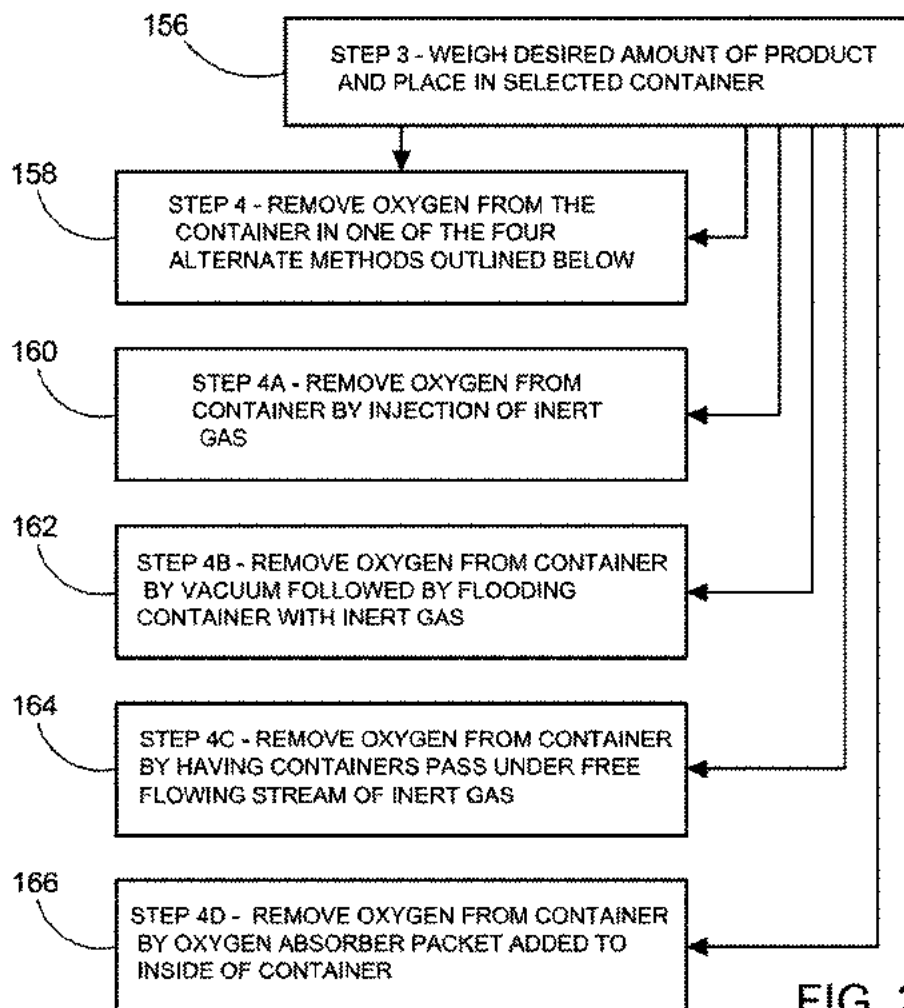 156
STEP 3 - WEIGH DESIRED AMOUNT OF PRODUCT
AND PLACE IN SELECTED CONTAINER
158
STEP 4 - REMOVE OXYGEN FROM THE
CONTAINER IN ONE OF THE FOUR
ALTERNATE METHODS OUTLINED BELOW
160
STEP 4A - REMOVE OXYGEN FROM
CONTAINER BY INJECTION OF INERT
GAS
162
STEP 4B - REMOVE OXYGEN FROM CONTAINER
BY VACUUM FOLLOWED BY FLOODING
CONTAINER WITH INERT GAS
164
STEP 4C - REMOVE OXYGEN FROM CONTAINER
BY HAVING CONTAINERS PASS UNDER FREE
FLOWING STREAM OF INERT GAS
166
STEP 4D - REMOVE OXYGEN FROM CONTAINER
BY OXYGEN ABSORBER PACKET ADDED TO
INSIDE OF CONTAINER
FIG.